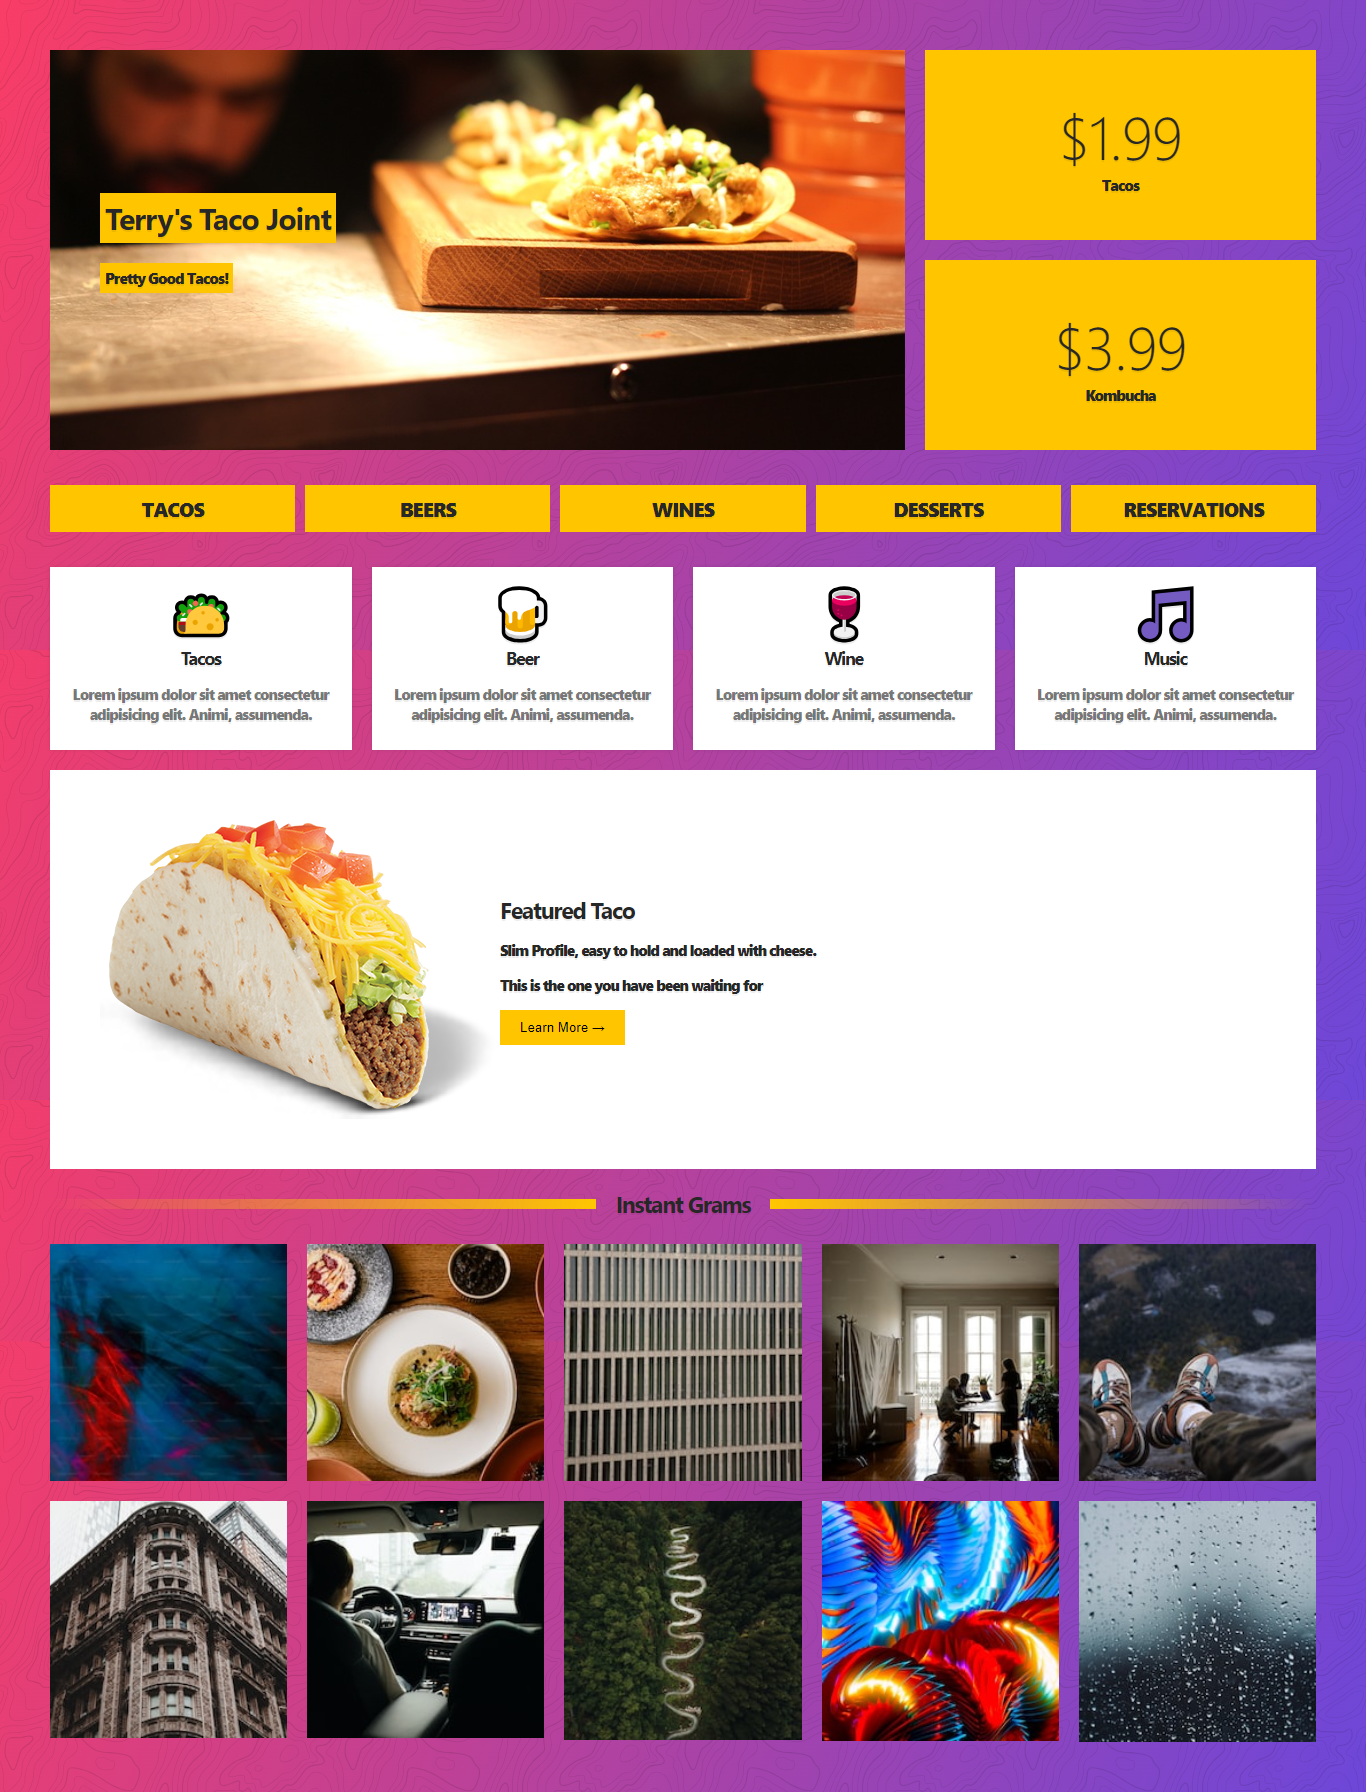 Terry's Taco Joint
Pretty Good Tacos!
$1.99
Tacos
$3.99
Kombucha
TACOS
BEERS
WINES
DESSERTS
RESERVATIONS
Tacos
Lorem ipsum dolor sit amet consectetur
adipisicing elit. Animi, assumenda.
Beer
Lorem ipsum dolor sit amet consectetur
adipisicing elit. Animi, assumenda.
Wine
Lorem ipsum dolor sit amet consectetur
adipisicing elit. Animi, assumenda.
Music
Lorem ipsum dolor sit amet consectetur
adipisicing elit. Animi, assumenda.
Featured Taco
Slim Profile, easy to hold and loaded with cheese.
This is the one you have been waiting for
Learn More →
Instant Grams